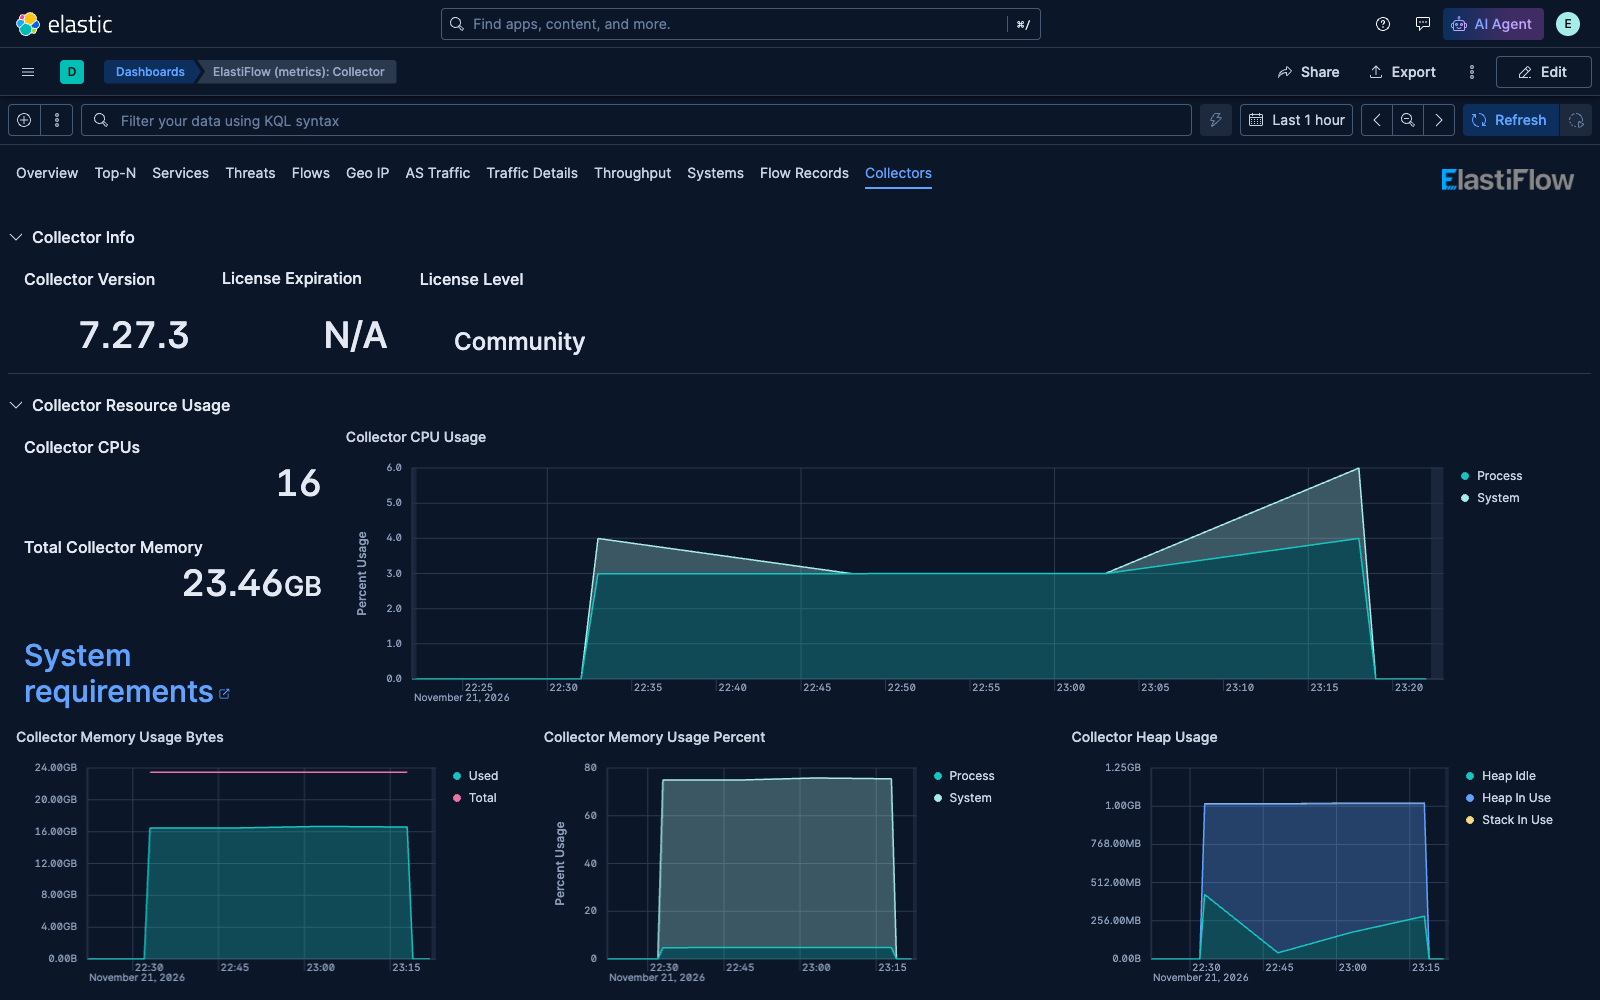 elastic
Find apps, content, and more.
⌘/
AI Agent
E
D
Dashboards
ElastiFlow (metrics): Collector
Share
Export
Edit
Filter your data using KQL syntax
Last 1 hour
Refresh
Overview
Top-N
Services
Threats
Flows
Geo IP
AS Traffic
Traffic Details
Throughput
Systems
Flow Records
Collectors
ElastiFlow
Collector Info
Collector Version
License Expiration
License Level
7.27.3
N/A
Community
Collector Resource Usage
Collector CPUs
16
Total Collector Memory
23.46GB
System
requirements
Collector CPU Usage
Percent Usage
6.0
5.0
4.0
3.0
2.0
1.0
0.0
22:25
22:30
22:35
22:40
22:45
22:50
22:55
23:00
23:05
23:10
23:15
23:20
November 21, 2026
Process
System
Collector Memory Usage Bytes
24.00GB
20.00GB
16.00GB
12.00GB
8.00GB
4.00GB
0.00B
22:30
22:45
23:00
23:15
November 21, 2026
Used
Total
Collector Memory Usage Percent
Percent Usage
80
60
40
20
0
22:30
22:45
23:00
23:15
November 21, 2026
Process
System
Collector Heap Usage
1.25GB
1.00GB
768.00MB
512.00MB
256.00MB
0.00B
22:30
22:45
23:00
23:15
November 21, 2026
Heap Idle
Heap In Use
Stack In Use